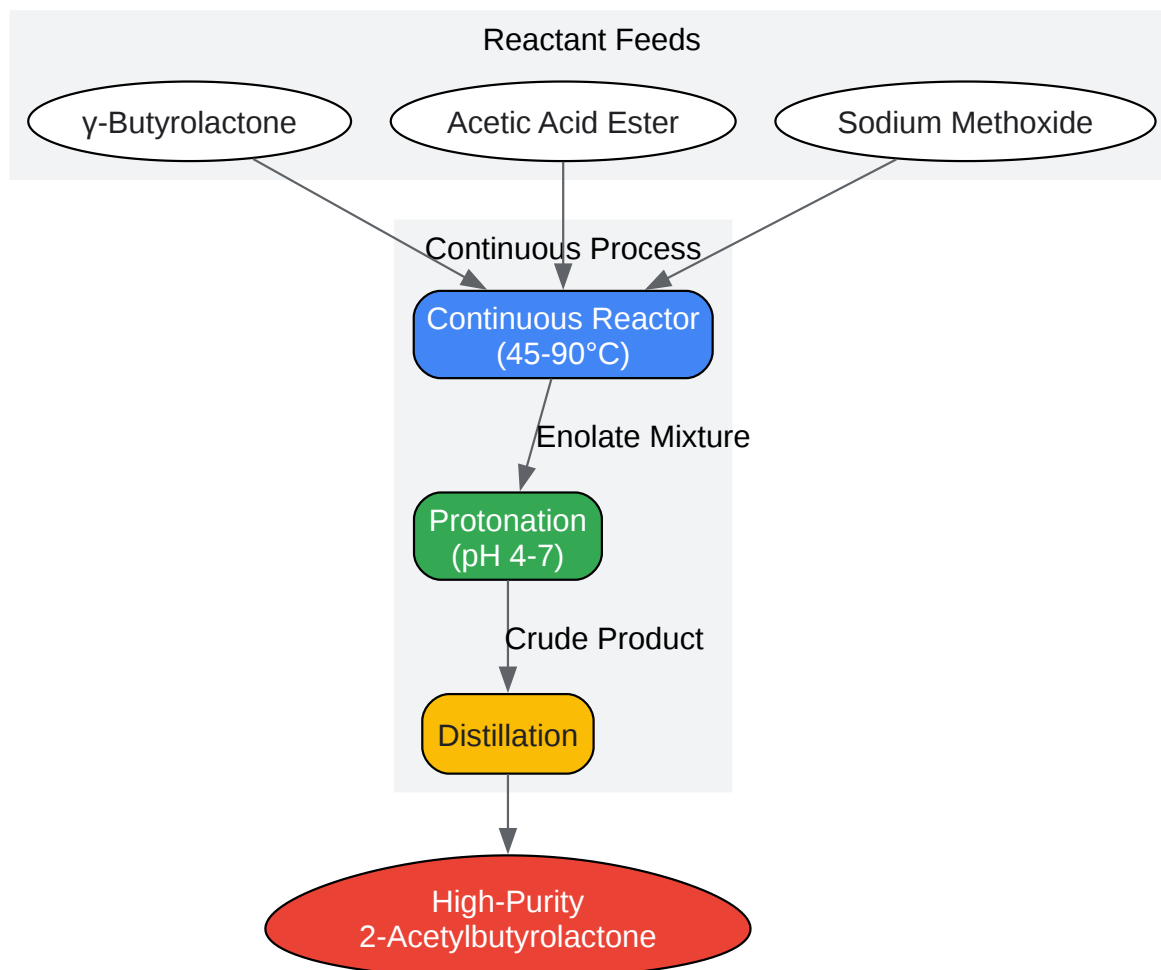 Reactant Feeds
γ-Butyrolactone
Acetic Acid Ester
Sodium Methoxide
Continuous Process
Continuous Reactor
(45-90°C)
Enolate Mixture
Protonation
(pH 4-7)
Crude Product
Distillation
High-Purity
2-Acetylbutyrolactone